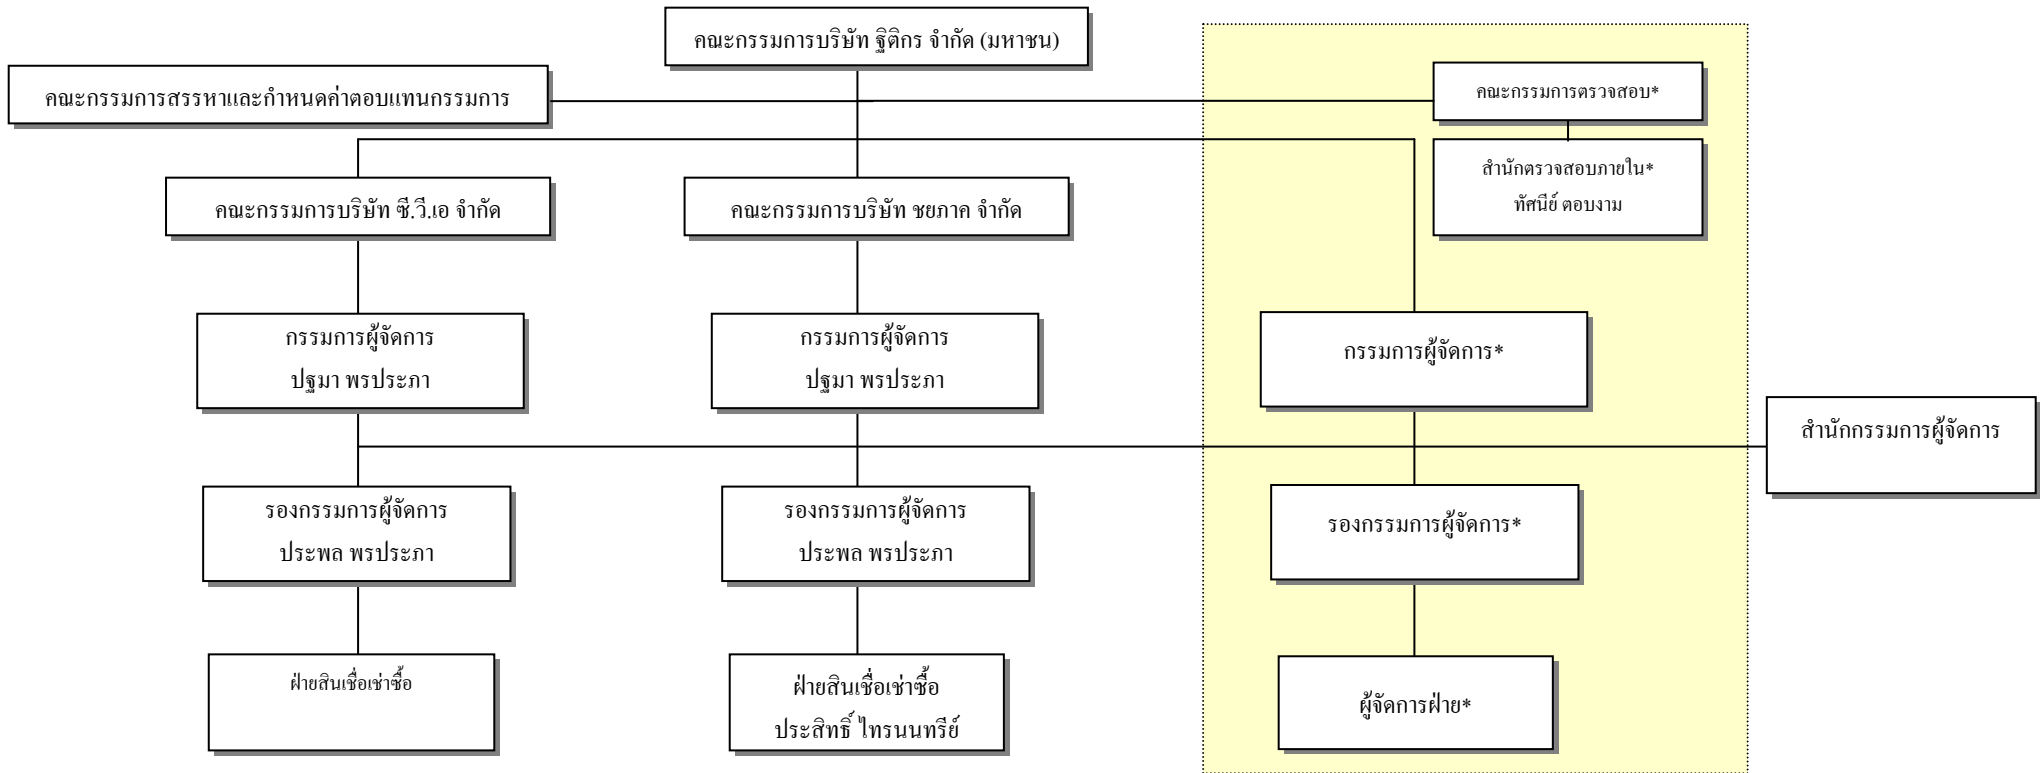 คณะกรรมการบริษัท ฐิติกร จำกัด (มหาชน)
คณะกรรมการสรรหาและกำหนดค่าตอบแทนกรรมการ
คณะกรรมการตรวจสอบ*
สำนักตรวจสอบภายใน*
ทัศนีย์ ตอบงาม
คณะกรรมการบริษัท ซี.วี.เอ จำกัด
คณะกรรมการบริษัท ชยภาค จำกัด
กรรมการผู้จัดการ
ปฐมา พรประภา
กรรมการผู้จัดการ
ปฐมา พรประภา
กรรมการผู้จัดการ*
สำนักกรรมการผู้จัดการ
รองกรรมการผู้จัดการ
ประพล พรประภา
รองกรรมการผู้จัดการ
ประพล พรประภา
รองกรรมการผู้จัดการ*
ฝ่ายสินเชื่อเช่าซื้อ
ฝ่ายสินเชื่อเช่าซื้อ
ประสิทธิ์ ไทรนนทรีย์
ผู้จัดการฝ่าย*